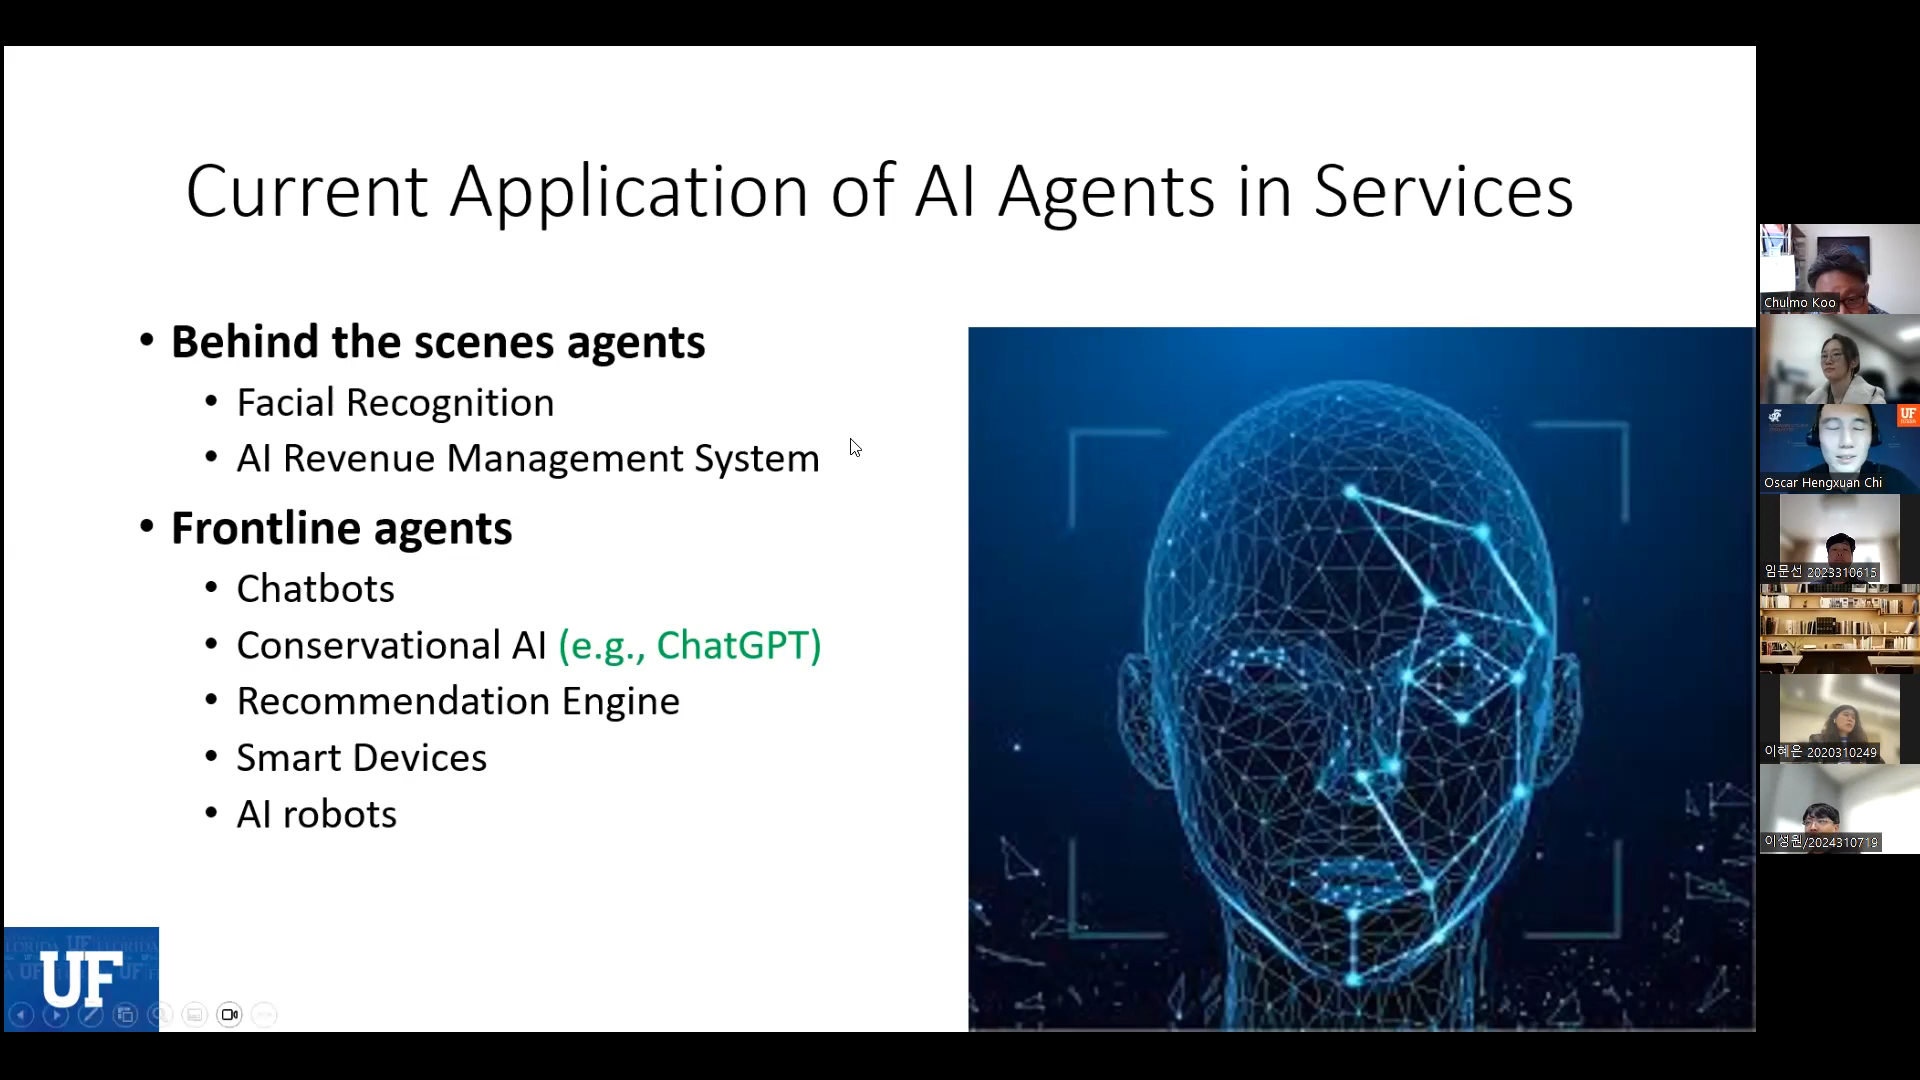 Current Application of AI Agents in Services
• Behind the scenes agents
• Facial Recognition
• AI Revenue Management System
• Frontline agents
• Chatbots
• Conservational AI (e.g., ChatGPT)
• Recommendation Engine
• Smart Devices
• AI robots
UF
Chulmo Koo
UF
Oscar Hengxuan Chi
임문선 2023310615
이혜은 2020310249
이성원/2024310719